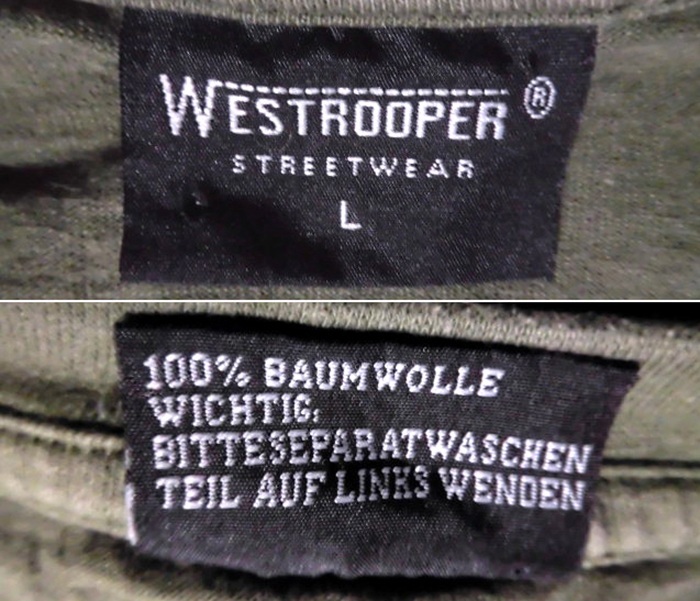 WESTROOPER ®
STREETWEAR
L
100% BAUMWOLLE
WICHTIG:
BITTESEPARATWASCHEN
TEIL AUF LINKS WENDEN